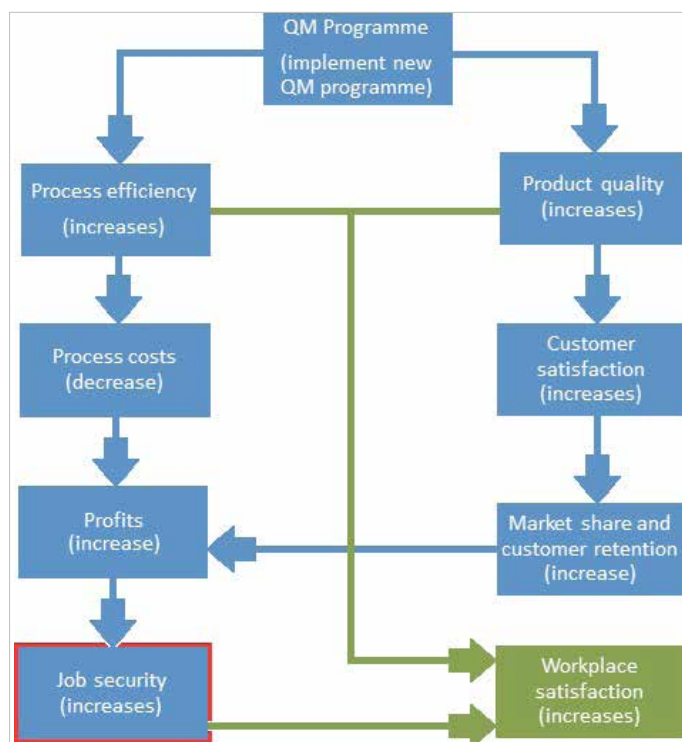 QM Programme
(implement new
QM programme)
Process efficiency
(increases)
Product quality
(increases)
Process costs
(decrease)
Customer
satisfaction
(increases)
Profits
(increase)
Market share and
customer retention
(increase)
Job security
(increases)
Workplace
satisfaction
(increases)